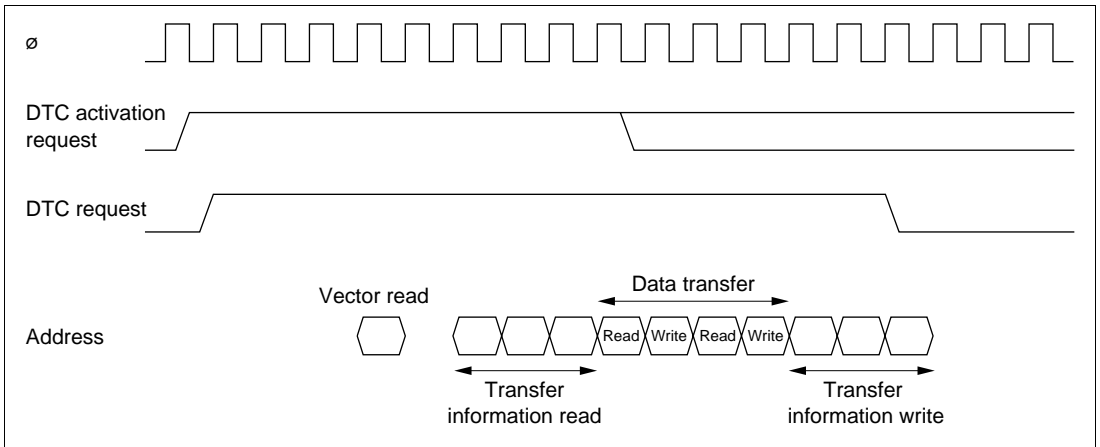 ø
DTC activation
request
DTC request
Vector read
Data transfer
Address
Read Write Read Write
Transfer
information read
Transfer
information write